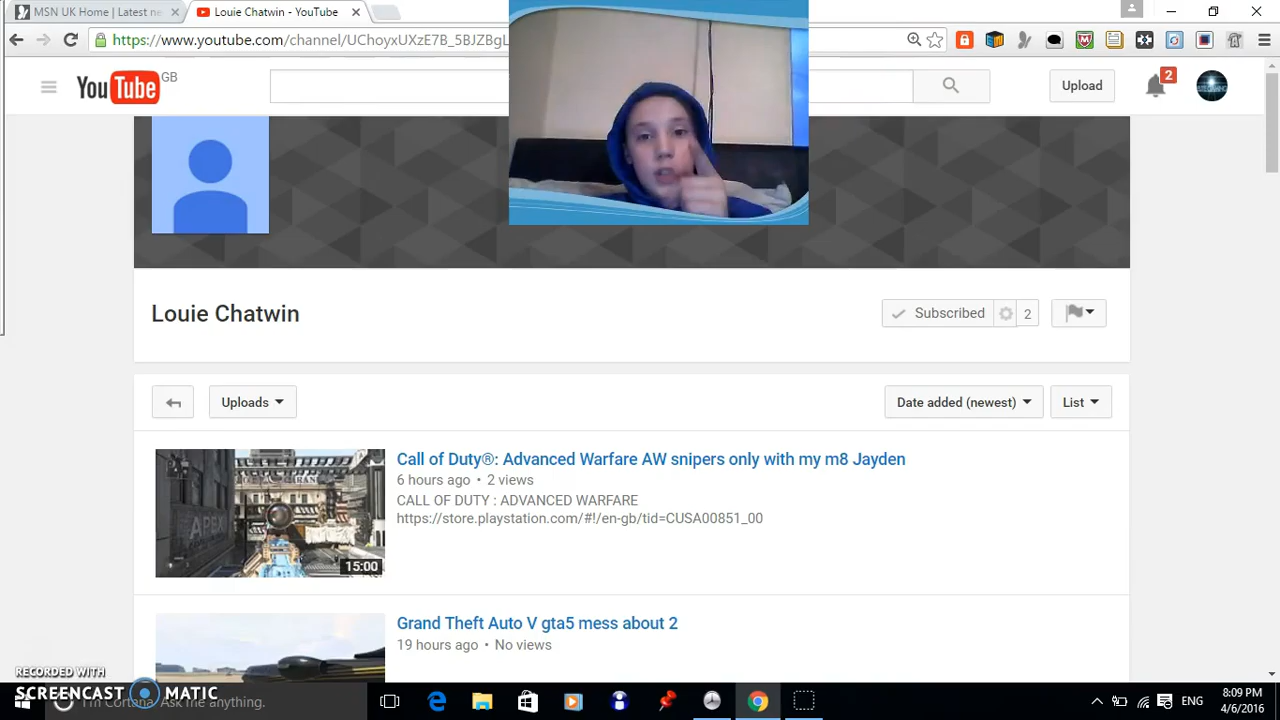 MSN UK Home | Latest ne
Louie Chatwin - YouTube
https://www.youtube.com/channel/UChoyxUXzE7B_5BJZBgL
YouTube GB
Upload
2
Louie Chatwin
Subscribed 2
Uploads
Date added (newest)
List
Call of Duty®: Advanced Warfare AW snipers only with my m8 Jayden
6 hours ago • 2 views
CALL OF DUTY : ADVANCED WARFARE
https://store.playstation.com/#!/en-gb/tid=CUSA00851_00
APEX
15:00
Grand Theft Auto V gta5 mess about 2
19 hours ago • No views
RECORDED WITH
SCREENCAST MATIC
I'm Cortana. Ask me anything.
ENG
8:09 PM
4/6/2016